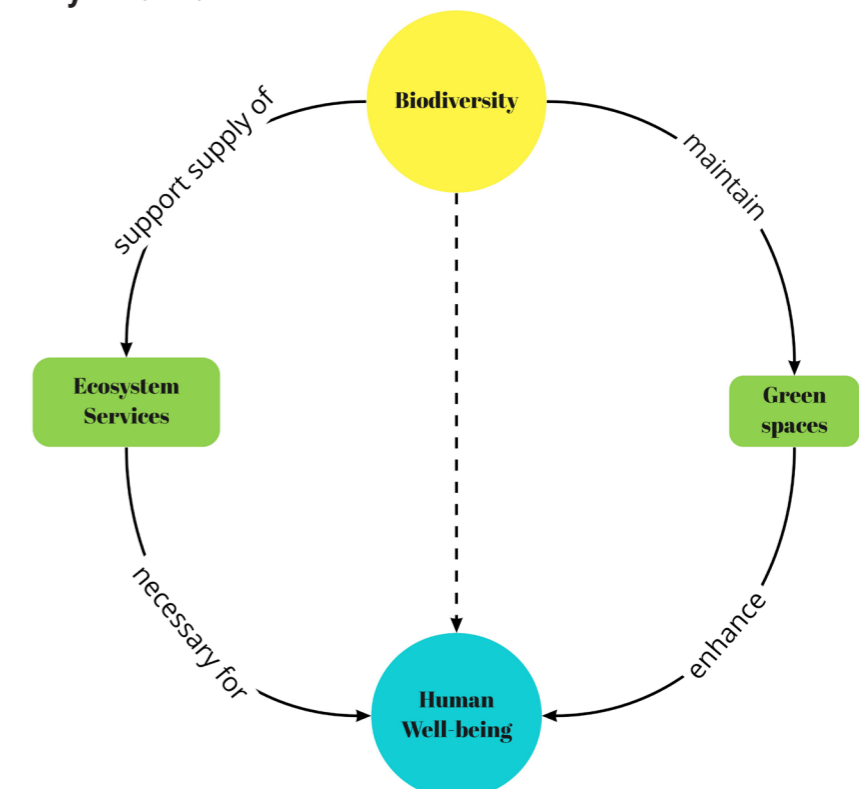 Biodiversity
support supply of
maintain
Ecosystem
Services
Green
spaces
necessary for
enhance
Human
Well-being